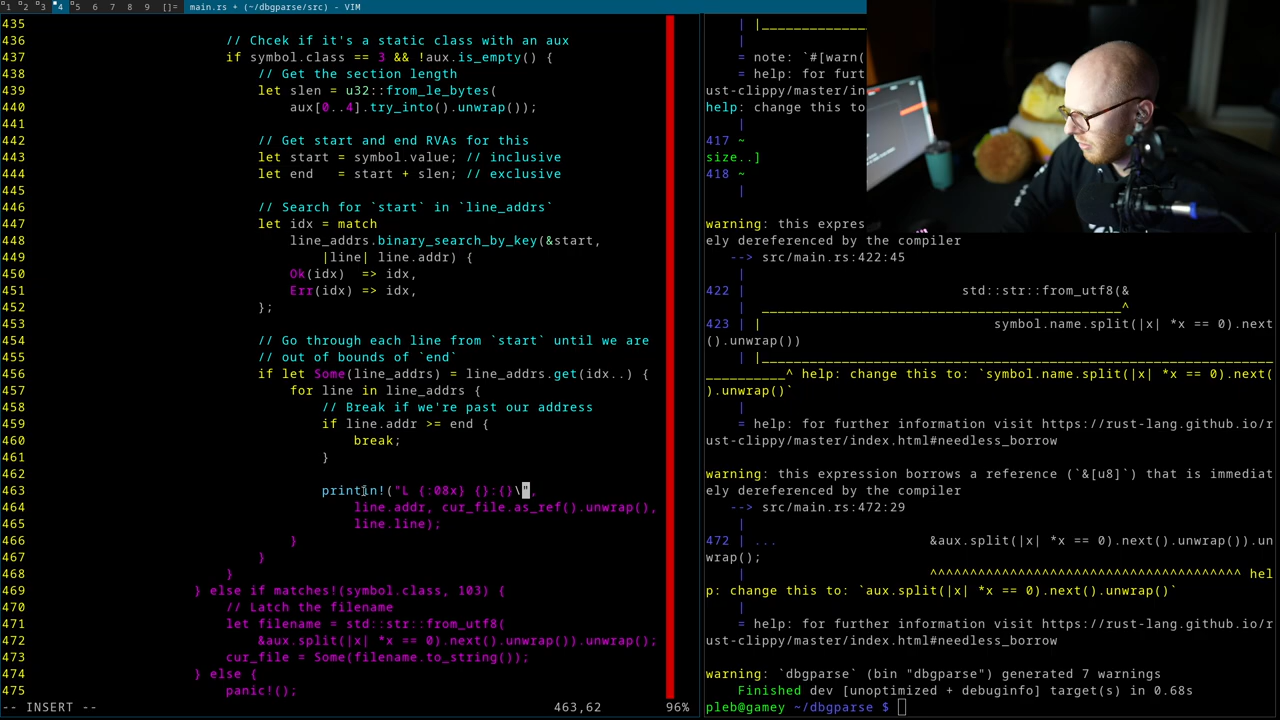 1 2 3 4 5 6 7 8 9 []= main.rs + (~/dbgparse/src) - VIM
435
436 // Chcek if it's a static class with an aux
437 if symbol.class == 3 && !aux.is_empty() {
438 // Get the section length
439 let slen = u32::from_le_bytes(
440 aux[0..4].try_into().unwrap());
441
442 // Get start and end RVAs for this
443 let start = symbol.value; // inclusive
444 let end   = start + slen; // exclusive
445
446 // Search for `start` in `line_addrs`
447 let idx = match
448 line_addrs.binary_search_by_key(&start,
449 |line| line.addr) {
450 Ok(idx)  => idx,
451 Err(idx) => idx,
452 };
453
454 // Go through each line from `start` until we are
455 // out of bounds of `end`
456 if let Some(line_addrs) = line_addrs.get(idx..) {
457 for line in line_addrs {
458 // Break if we're past our address
459 if line.addr >= end {
460 break;
461 }
462
463 println!("L {:08x} {}:{}\",
464 line.addr, cur_file.as_ref().unwrap(),
465 line.line);
466 }
467 }
468 }
469 } else if matches!(symbol.class, 103) {
470 // Latch the filename
471 let filename = std::str::from_utf8(
472 &aux.split(|x| *x == 0).next().unwrap()).unwrap();
473 cur_file = Some(filename.to_string());
474 } else {
475 panic!();
-- INSERT -- 463,62 96%
| |______________
|
= note: `#[warn(
= help: for furt
ust-clippy/master/in
help: change this to
|
417 ~
size..]
418 ~
|
warning: this expres
ely dereferenced by the compiler
--> src/main.rs:422:45
|
422 | std::str::from_utf8(&
| _____________________________________________^
423 | | symbol.name.split(|x| *x == 0).next
().unwrap())
| |________________________________________________________________
__________^ help: change this to: `symbol.name.split(|x| *x == 0).next(
).unwrap()`
|
= help: for further information visit https://rust-lang.github.io/r
ust-clippy/master/index.html#needless_borrow
warning: this expression borrows a reference (`&[u8]`) that is immediat
ely dereferenced by the compiler
--> src/main.rs:472:29
|
472 | ... &aux.split(|x| *x == 0).next().unwrap()).un
wrap();
| ^^^^^^^^^^^^^^^^^^^^^^^^^^^^^^^^^^^^^^^ hel
p: change this to: `aux.split(|x| *x == 0).next().unwrap()`
|
= help: for further information visit https://rust-lang.github.io/r
ust-clippy/master/index.html#needless_borrow
warning: `dbgparse` (bin "dbgparse") generated 7 warnings
Finished dev [unoptimized + debuginfo] target(s) in 0.68s
pleb@gamey ~/dbgparse $